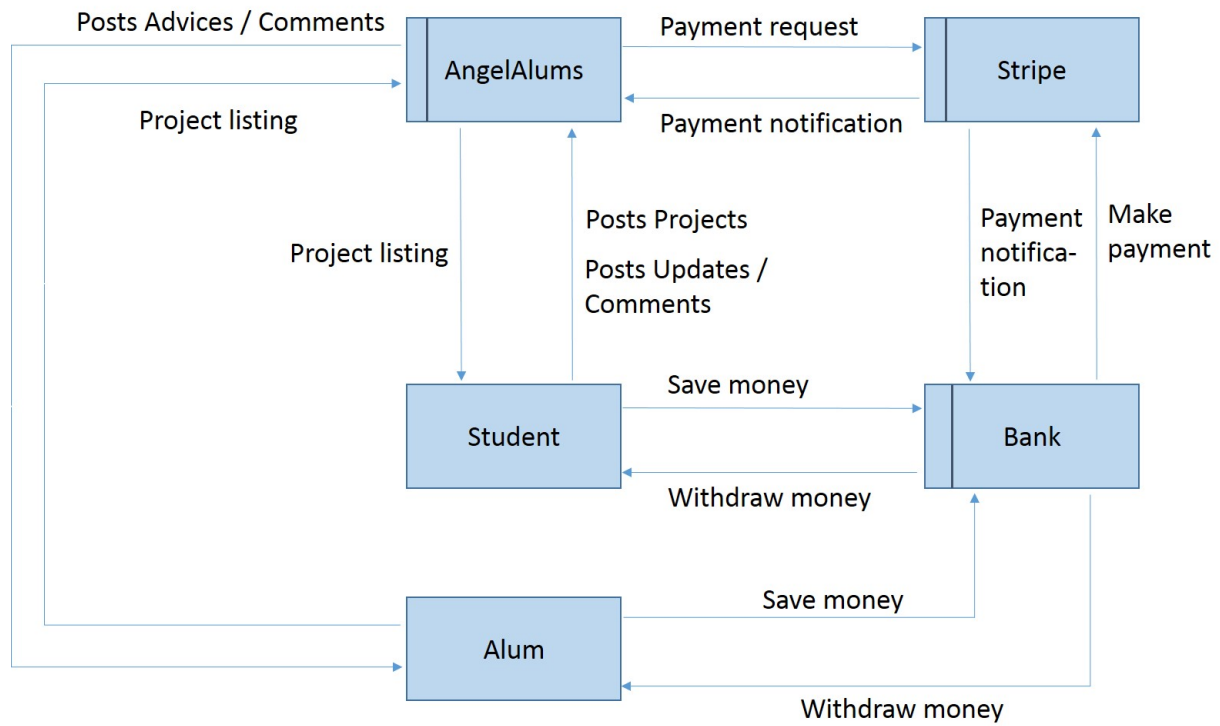 Posts Advices / Comments
Payment request
AngelAlums
Stripe
Project listing
Payment notification
Posts Projects
Project listing
Posts Updates /
Comments
Payment
notifica-
tion
Make
payment
Save money
Student
Bank
Withdraw money
Save money
Alum
Withdraw money